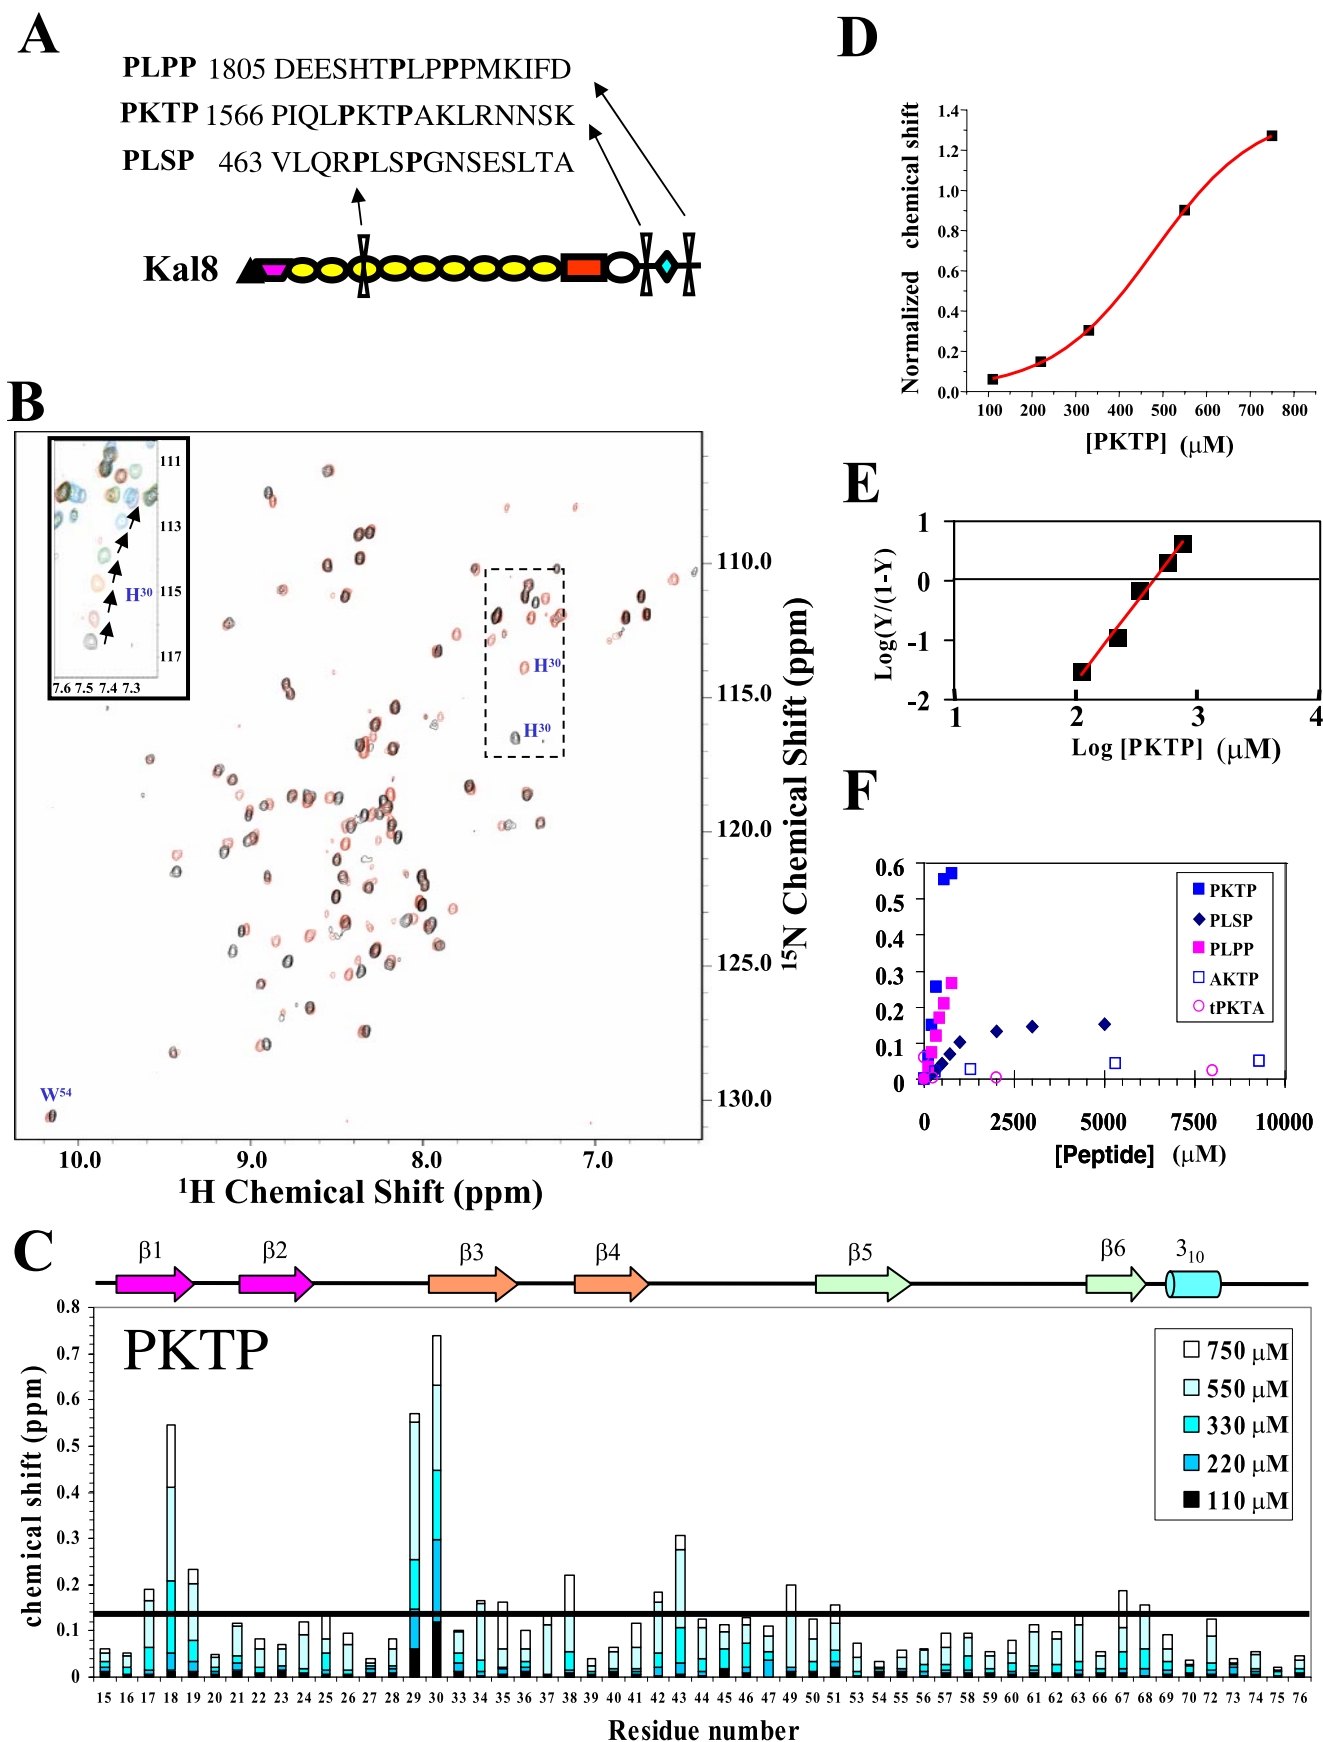 A
PLPP 1805 DEESHTPLPPPMKIFD
PKTP 1566 PIQLPKTPAKLRNNSK
PLSP 463 VLQRPLSPGNSESLTA
Kal8
B
111
113
115
117
H30
7.6 7.5 7.4 7.3
H30
H30
W54
110.0
115.0
120.0
125.0
130.0
15N Chemical Shift (ppm)
10.0 9.0 8.0 7.0
1H Chemical Shift (ppm)
D
Normalized chemical shift
1.4
1.2
1.0
0.8
0.6
0.4
0.2
0.0
100 200 300 400 500 600 700 800
[PKTP] (μM)
E
Log(Y/(1-Y)
1
0
-1
-2
1 2 3 4
Log [PKTP] (μM)
F
0.6
0.5
0.4
0.3
0.2
0.1
0
PKTP
PLSP
PLPP
AKTP
tPKTA
0 2500 5000 7500 10000
[Peptide] (μM)
C
β1 β2 β3 β4 β5 β6 310
PKTP
chemical shift (ppm)
0.8
0.7
0.6
0.5
0.4
0.3
0.2
0.1
0
750 μM
550 μM
330 μM
220 μM
110 μM
15 16 17 18 19 20 21 22 23 24 25 26 27 28 29 30 33 34 35 36 37 38 39 40 41 42 43 44 45 46 47 49 50 51 53 54 55 56 57 58 59 60 61 62 63 66 67 68 69 70 72 73 74 75 76
Residue number